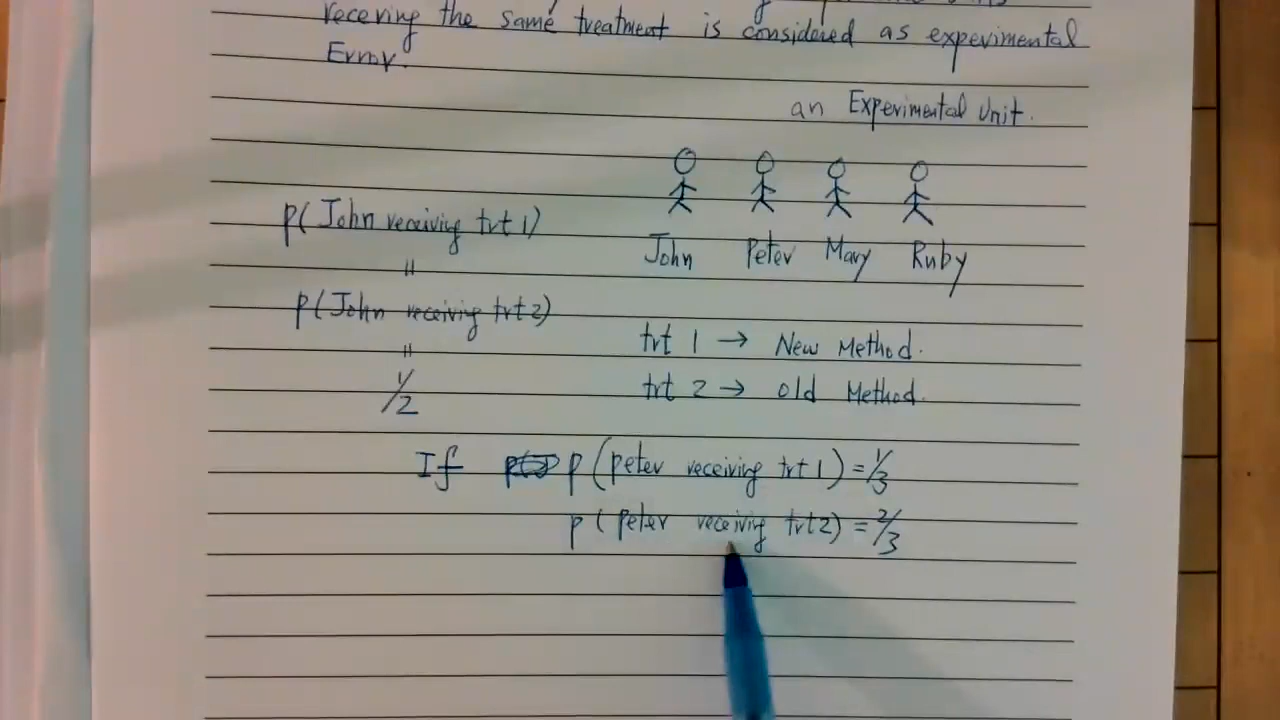 receving the same treatment is considered as experimental
Error.
an Experimental Unit.
p(John receiving trt 1)
John Peter Mary Ruby
=
p(John receiving trt 2)
trt 1 → New Method.
=
1/2
trt 2 → old Method.
If p(peter receiving trt 1) = 1/3
p(Peter receiving trt 2) = 2/3